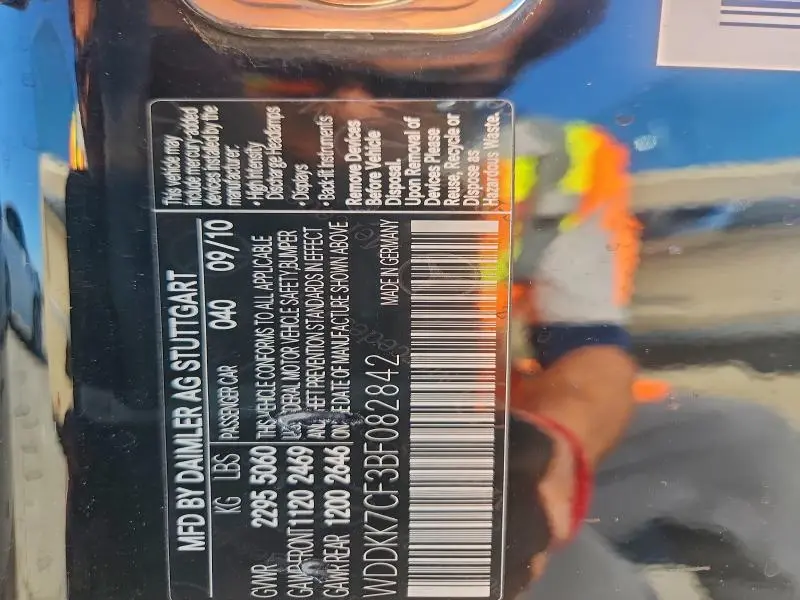 MFD BY DAIMLER AG STUTTGART
KG LBS PASSENGER CAR 040 09/10
GVWR 2295 5060 THIS VEHICLE CONFORMS TO ALL APPLICABLE
GAWR FRONT 1120 2469 U.S. FEDERAL MOTOR VEHICLE SAFETY,BUMPER
AND THEFT PREVENTION STANDARDS IN EFFECT
GAWR REAR 1200 2646 ON THE DATE OF MANUFACTURE SHOWN ABOVE
MADE IN GERMANY
WDDKK7CF3BF082842
This vehicle may
include mercury-added
devices installed by the
manufacturer:
• High Intensity
Discharge Headlamps
• Displays
• Back-lit Instruments
Remove Devices
Before Vehicle
Disposal.
Upon Removal of
Devices Please
Reuse, Recycle or
Dispose as
Hazardous Waste.